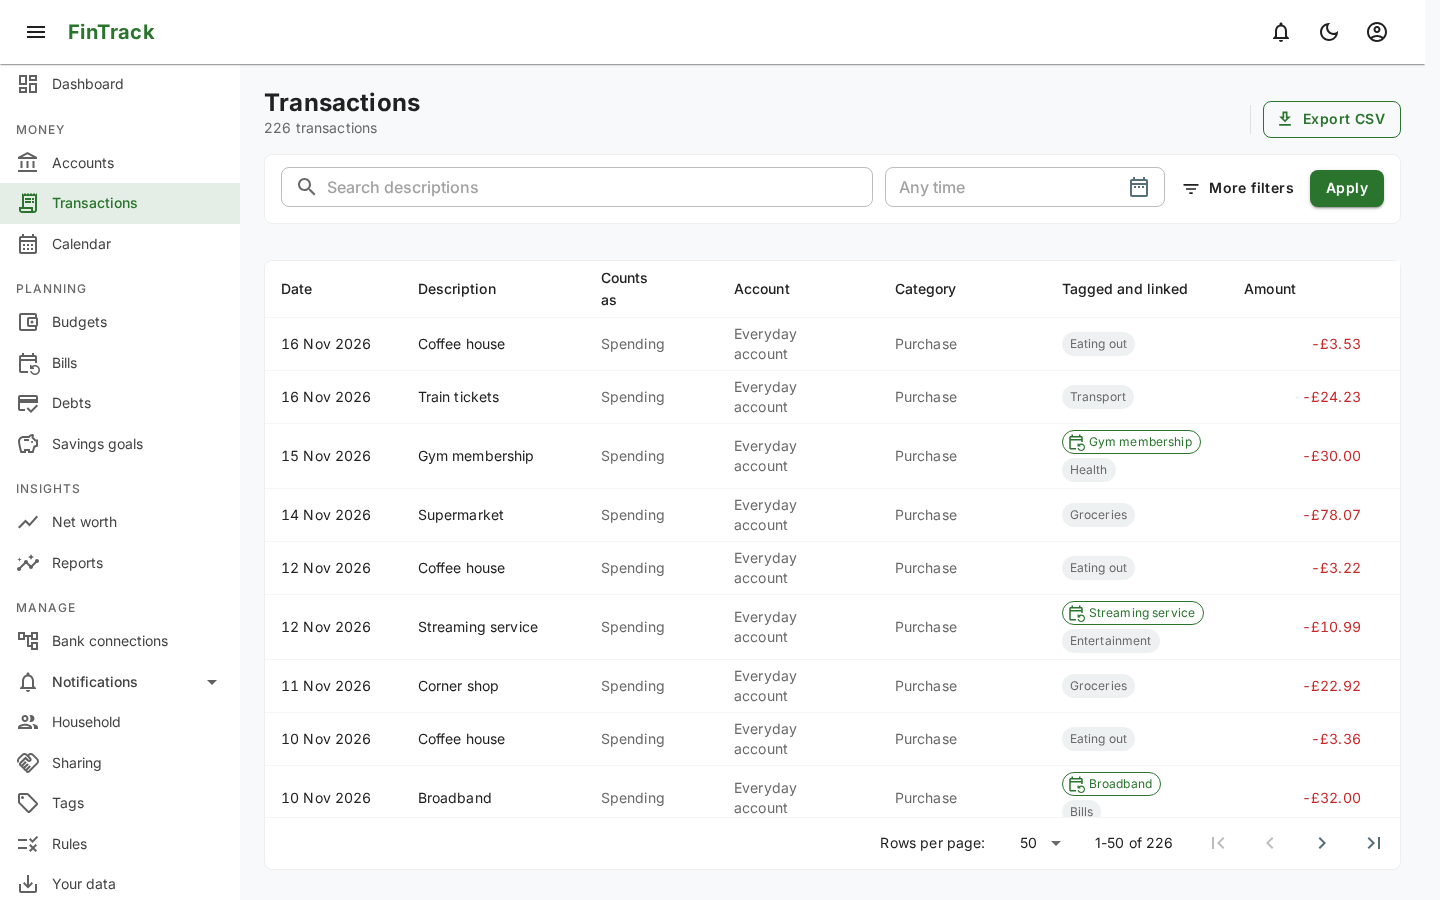 FinTrack
Dashboard
MONEY
Accounts
Transactions
Calendar
PLANNING
Budgets
Bills
Debts
Savings goals
INSIGHTS
Net worth
Reports
MANAGE
Bank connections
Notifications
Household
Sharing
Tags
Rules
Your data
Transactions
226 transactions
Export CSV
Search descriptions
Any time
More filters
Apply
Date Description Counts as Account Category Tagged and linked Amount
16 Nov 2026 Coffee house Spending Everyday account Purchase Eating out -£3.53
16 Nov 2026 Train tickets Spending Everyday account Purchase Transport -£24.23
15 Nov 2026 Gym membership Spending Everyday account Purchase Gym membership Health -£30.00
14 Nov 2026 Supermarket Spending Everyday account Purchase Groceries -£78.07
12 Nov 2026 Coffee house Spending Everyday account Purchase Eating out -£3.22
12 Nov 2026 Streaming service Spending Everyday account Purchase Streaming service Entertainment -£10.99
11 Nov 2026 Corner shop Spending Everyday account Purchase Groceries -£22.92
10 Nov 2026 Coffee house Spending Everyday account Purchase Eating out -£3.36
10 Nov 2026 Broadband Spending Everyday account Purchase Broadband Bills -£32.00
Rows per page: 50 1-50 of 226